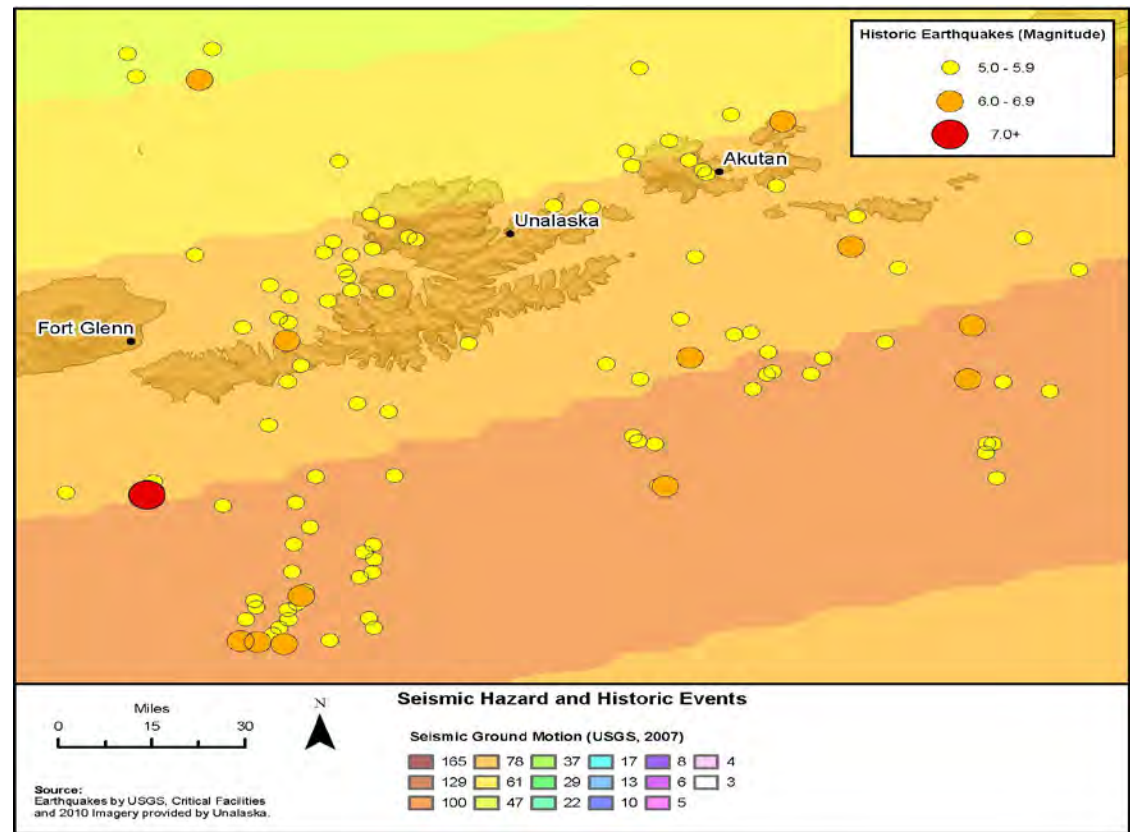 Historic Earthquakes (Magnitude)
5.0 - 5.9
6.0 - 6.9
7.0+
Akutan
Unalaska
Fort Glenn
Miles
0 15 30
N
Seismic Hazard and Historic Events
Seismic Ground Motion (USGS, 2007)
165 78 37 17 8 4
129 61 29 13 6 3
100 47 22 10 5
Source:
Earthquakes by USGS, Critical Facilities
and 2010 Imagery provided by Unalaska.